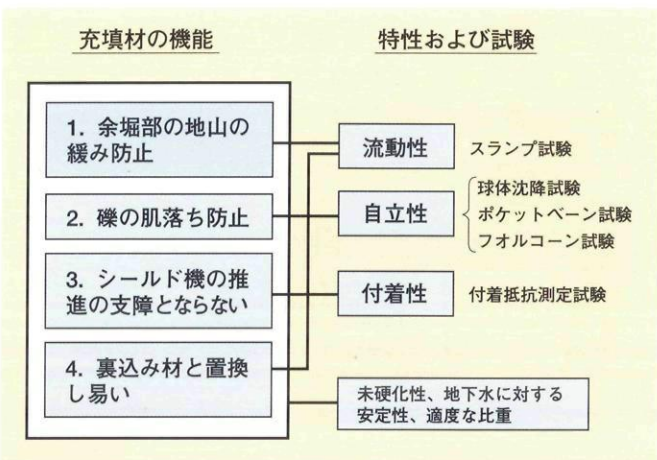 充填材の機能
特性および試験
1. 余堀部の地山の
緩み防止
流動性
スランプ試験
2. 礫の肌落ち防止
自立性
球体沈降試験
ポケットベーン試験
フオルコーン試験
3. シールド機の推
進の支障とならない
付着性
付着抵抗測定試験
4. 裏込み材と置換
し易い
未硬化性、地下水に対する
安定性、適度な比重